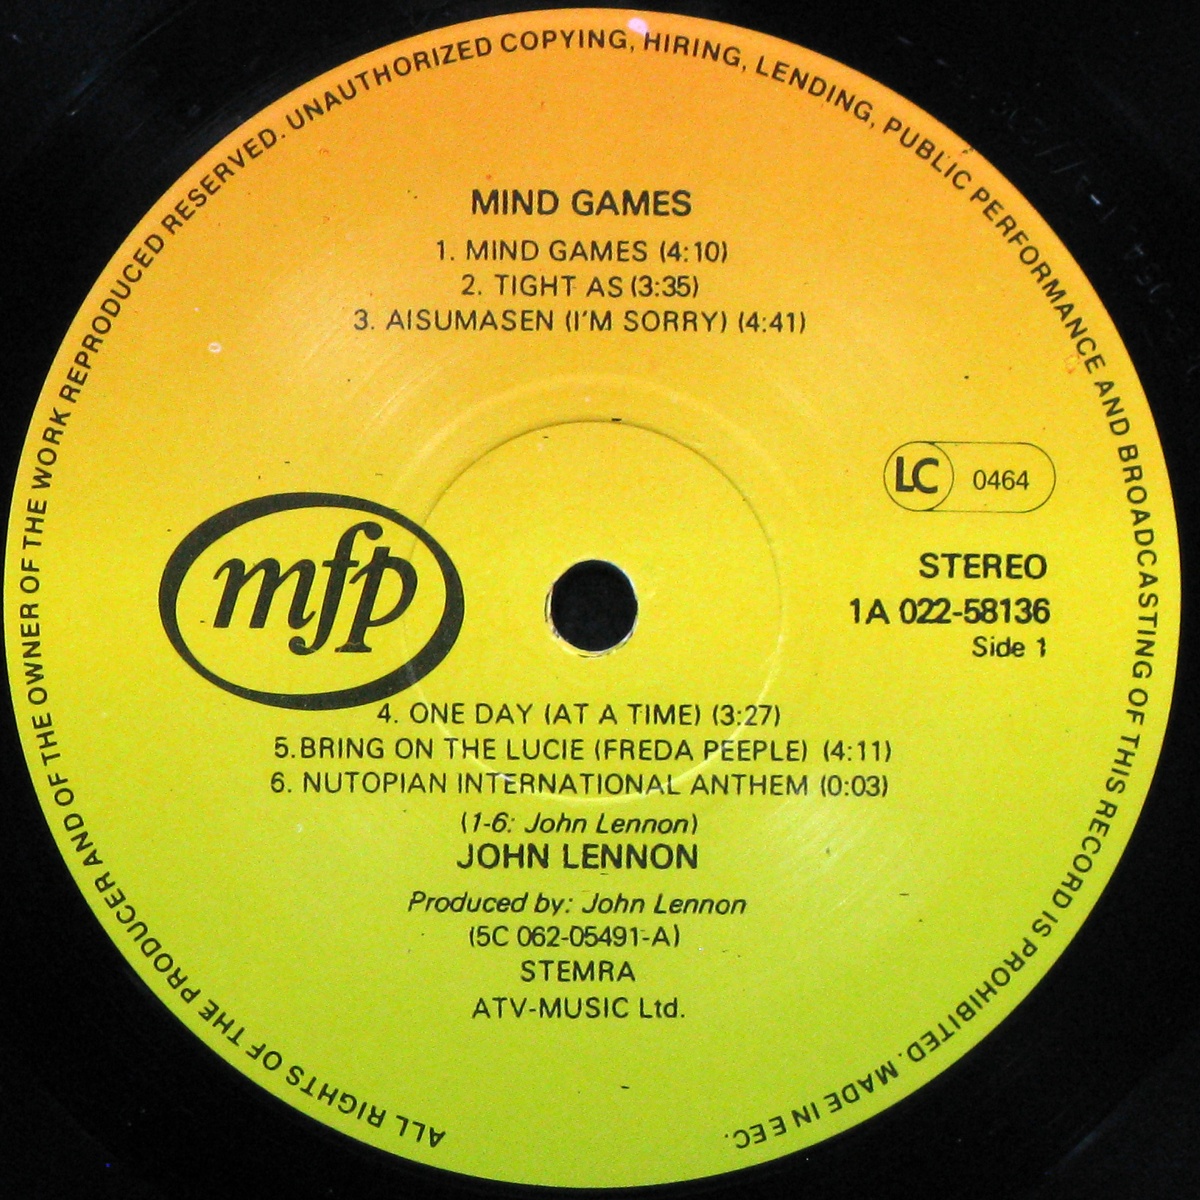 ALL RIGHTS OF THE PRODUCER AND OF THE OWNER OF THE WORK REPRODUCED RESERVED. UNAUTHORIZED COPYING, HIRING, LENDING, PUBLIC PERFORMANCE AND BROADCASTING OF THIS RECORD IS PROHIBITED. MADE IN EEC.
MIND GAMES
1. MIND GAMES (4:10)
2. TIGHT AS (3:35)
3. AISUMASEN (I'M SORRY) (4:41)
LC 0464
mfp
STEREO
1A 022-58136
Side 1
4. ONE DAY (AT A TIME) (3:27)
5.BRING ON THE LUCIE (FREDA PEEPLE) (4:11)
6. NUTOPIAN INTERNATIONAL ANTHEM (0:03)
(1-6: John Lennon)
JOHN LENNON
Produced by: John Lennon
(5C 062-05491-A)
STEMRA
ATV-MUSIC Ltd.